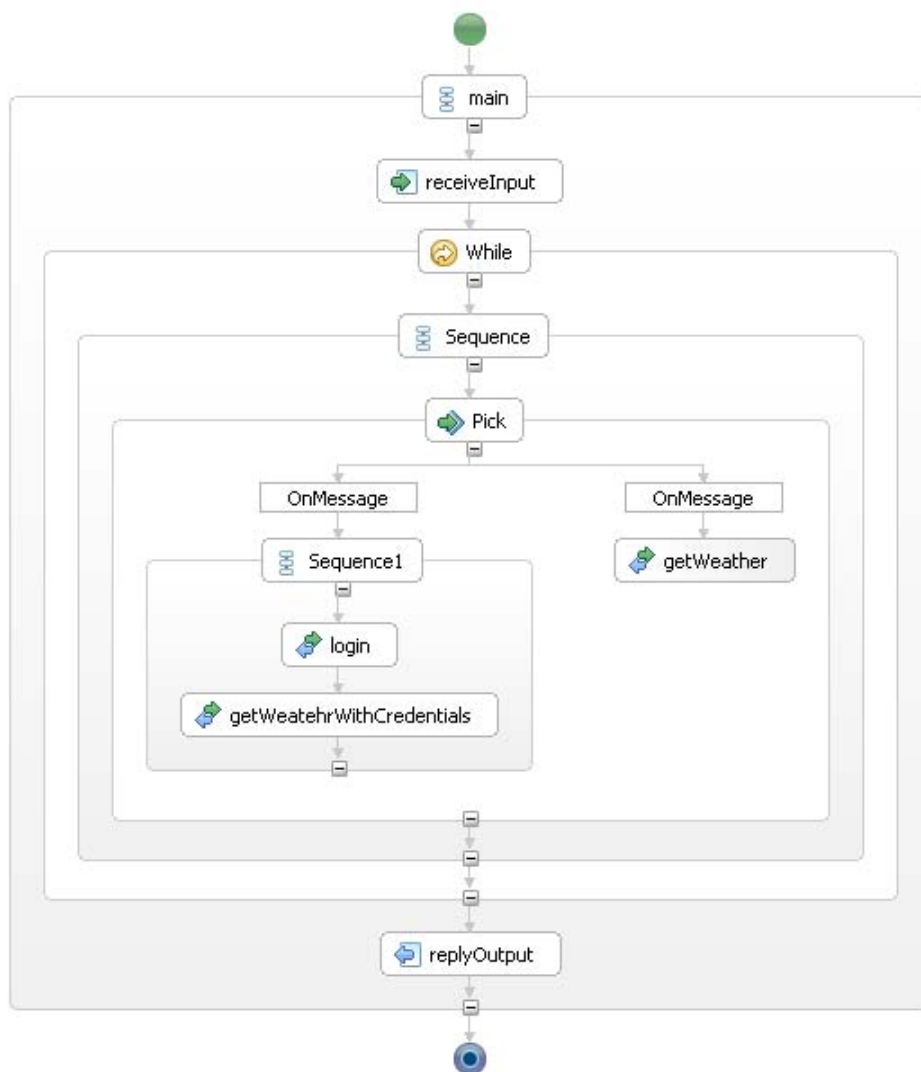 main
receiveInput
While
Sequence
Pick
OnMessage
OnMessage
Sequence1
getWeather
login
getWeatehrWithCredentials
replyOutput